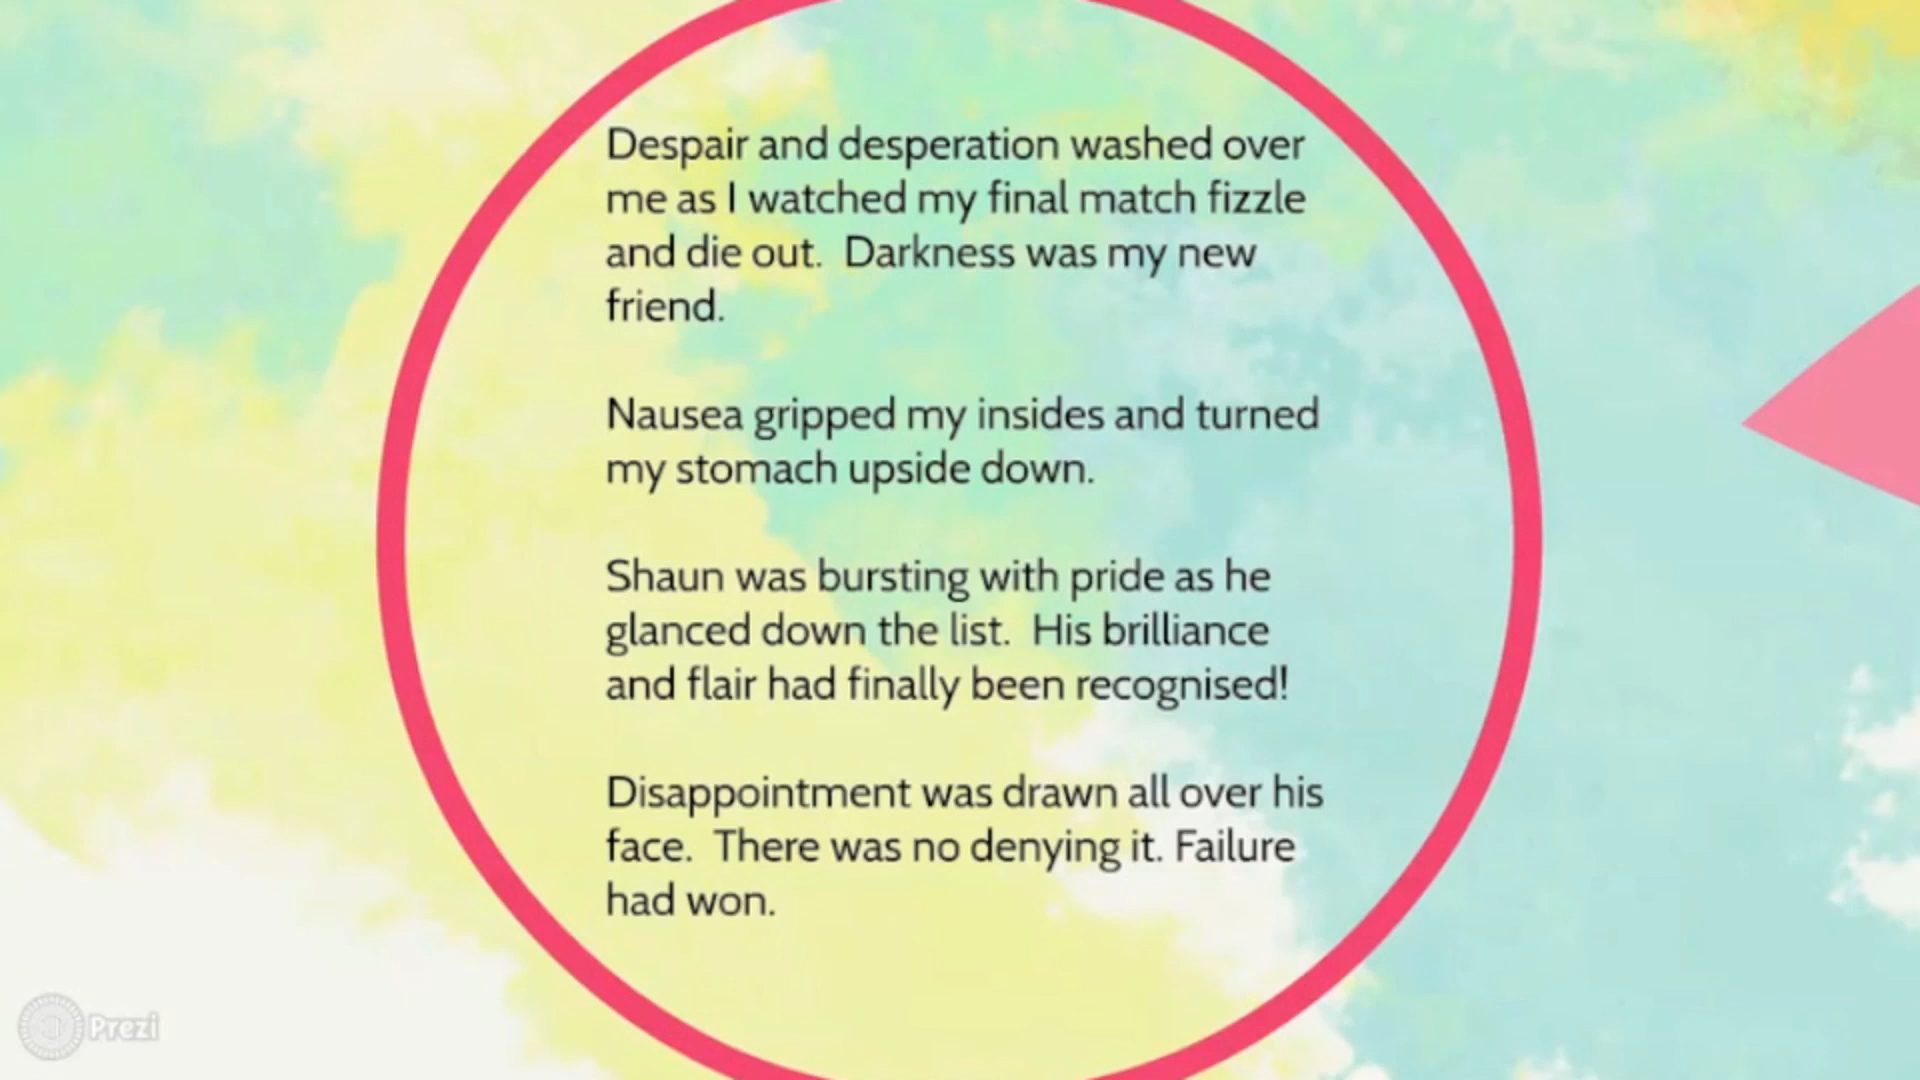 Despair and desperation washed over
me as I watched my final match fizzle
and die out.  Darkness was my new
friend.
Nausea gripped my insides and turned
my stomach upside down.
Shaun was bursting with pride as he
glanced down the list.  His brilliance
and flair had finally been recognised!
Disappointment was drawn all over his
face.  There was no denying it. Failure
had won.
Prezi